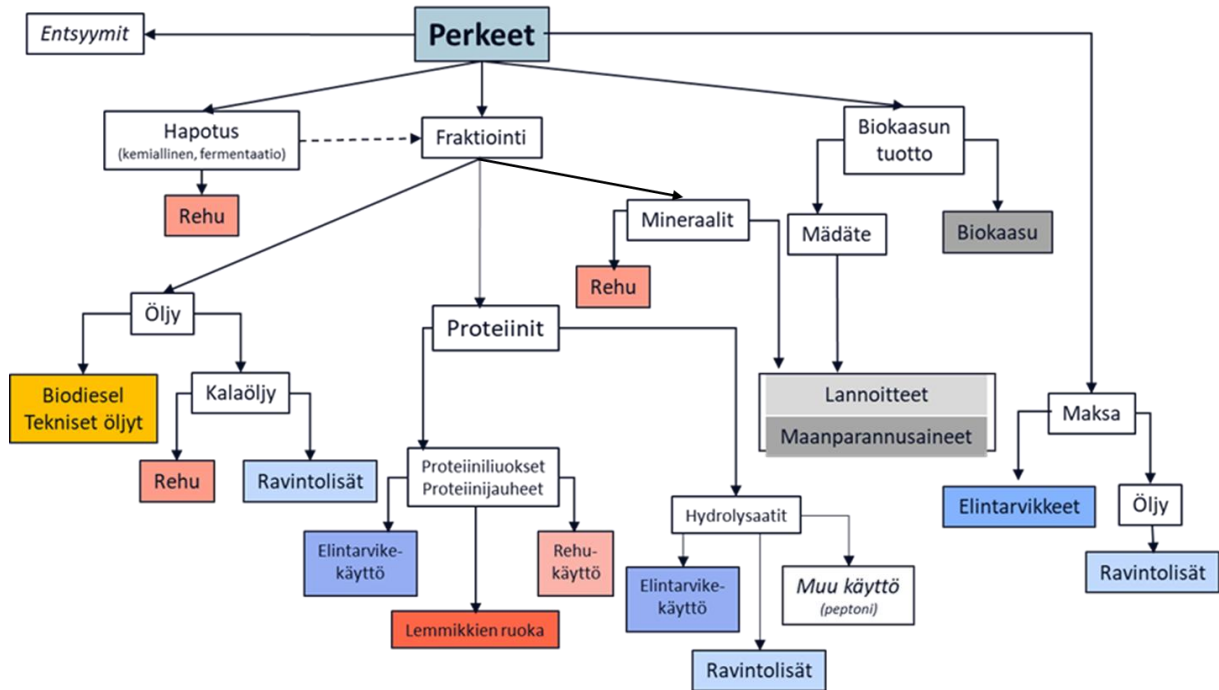 Entsyymit
Perkeet
Hapotus
(kemiallinen, fermentaatio)
Fraktiointi
Biokaasun
tuotto
Rehu
Mineraalit
Mädäte
Biokaasu
Rehu
Öljy
Proteiinit
Biodiesel
Tekniset öljyt
Kalaöljy
Lannoitteet
Maanparannusaineet
Maksa
Rehu
Ravintolisät
Proteiiniliuokset
Proteiinijauheet
Hydrolysaatit
Elintarvikkeet
Öljy
Elintarvike-
käyttö
Rehu-
käyttö
Elintarvike-
käyttö
Muu käyttö
(peptoni)
Ravintolisät
Lemmikkien ruoka
Ravintolisät